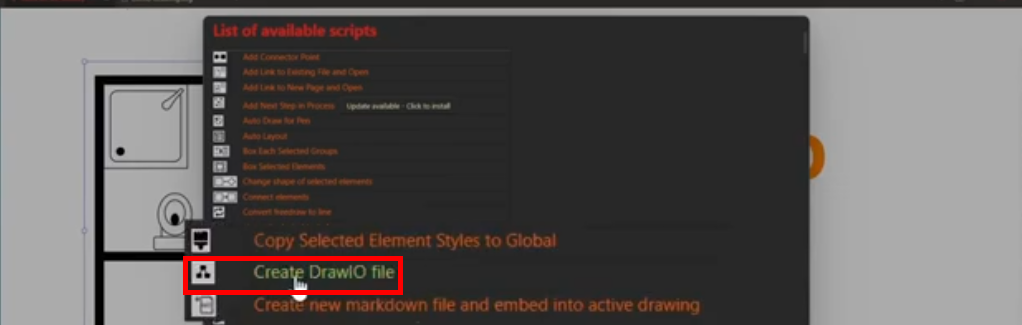 List of available scripts
Add Connector Point
Add Link to Existing File and Open
Add Link to New Page and Open
Add Next Step in Process Update available - Click to install
Auto Draw for Pen
Auto Layout
Box Each Selected Groups
Box Selected Elements
Change shape of selected elements
Connect elements
Convert freedraw to line
Copy Selected Element Styles to Global
Create DrawIO file
Create new markdown file and embed into active drawing